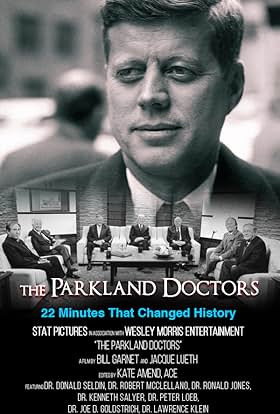 THE PARKLAND DOCTORS
22 Minutes That Changed History
STAT PICTURES IN ASSOCIATION WITH WESLEY MORRIS ENTERTAINMENT
"THE PARKLAND DOCTORS"
A FILM BY BILL GARNET AND JACQUE LUETH
EDITED BY KATE AMEND, ACE
FEATURING DR. DONALD SELDIN, DR. ROBERT MCCLELLAND, DR. RONALD JONES,
DR. KENNETH SALYER, DR. PETER LOEB,
DR. JOE D. GOLDSTRICH, DR. LAWRENCE KLEIN